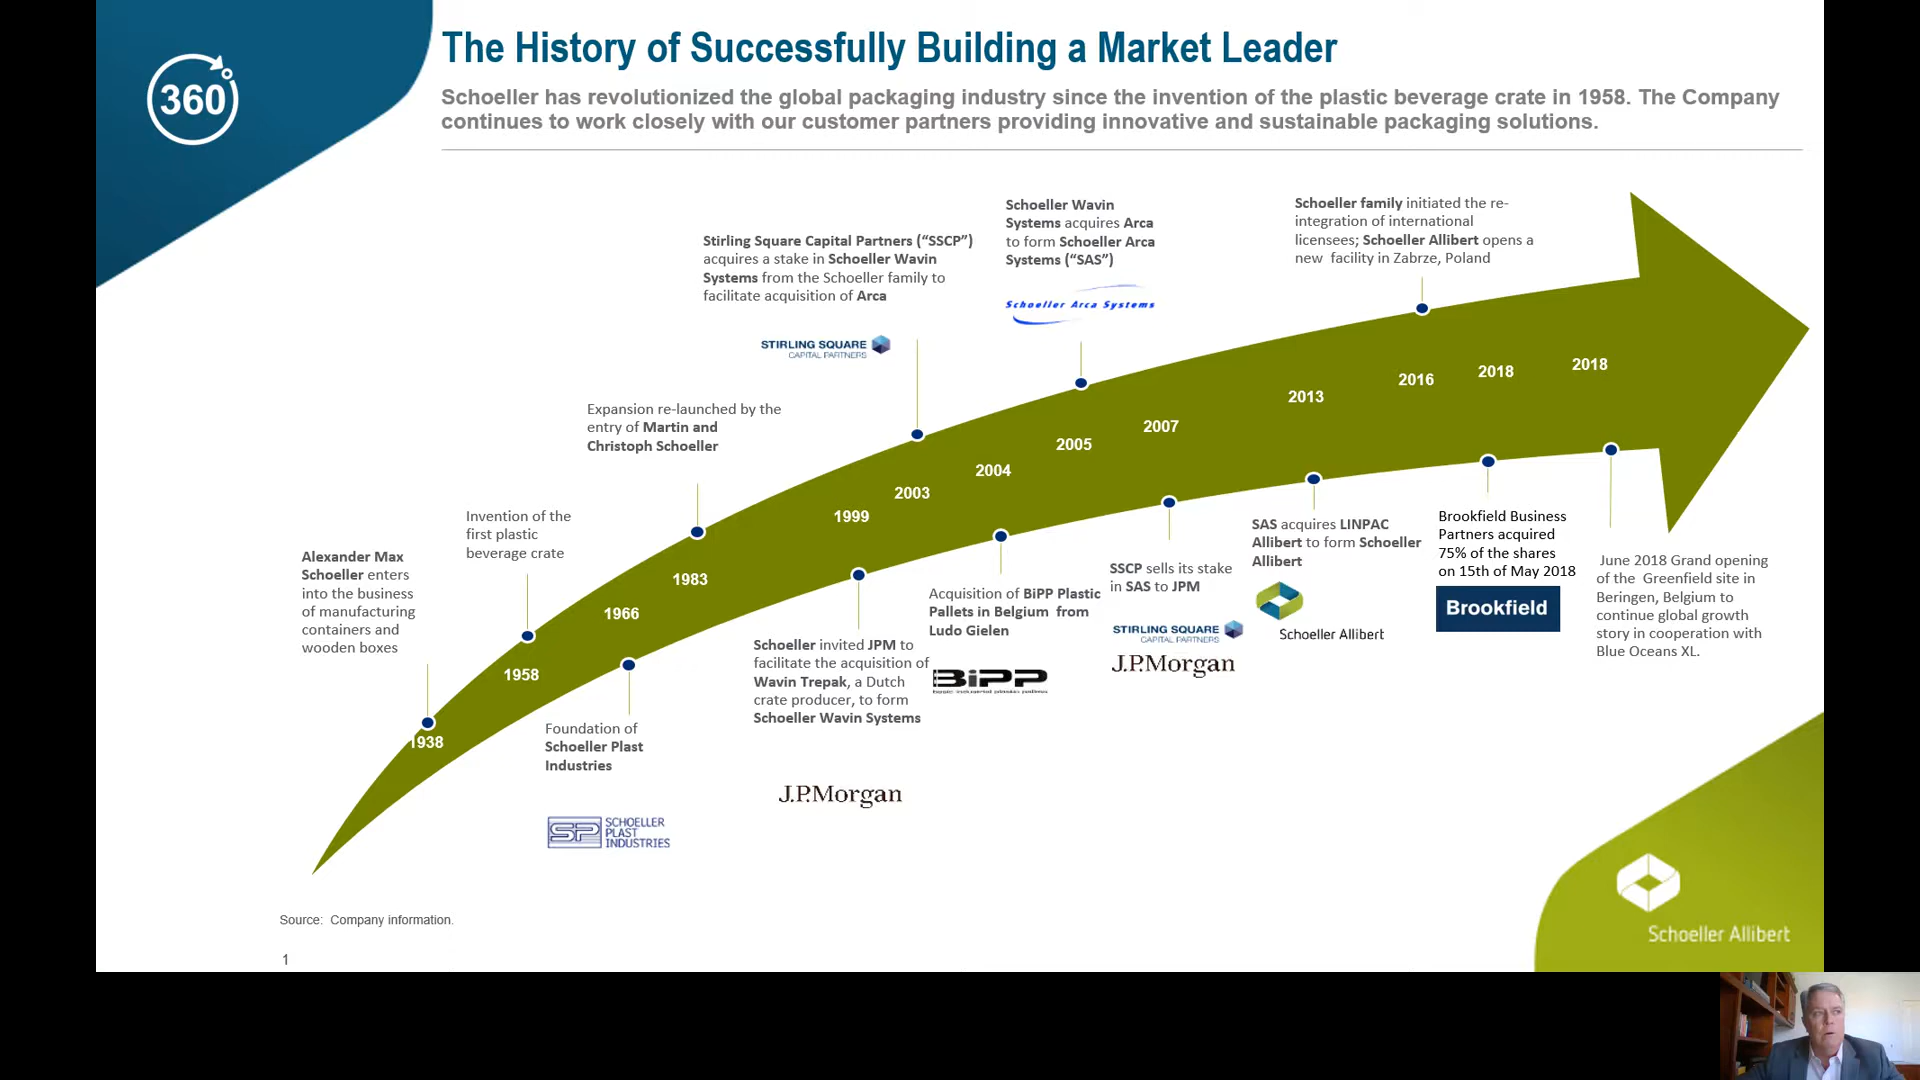 360
The History of Successfully Building a Market Leader
Schoeller has revolutionized the global packaging industry since the invention of the plastic beverage crate in 1958. The Company
continues to work closely with our customer partners providing innovative and sustainable packaging solutions.
Alexander Max
Schoeller enters
into the business
of manufacturing
containers and
wooden boxes
1938
Invention of the
first plastic
beverage crate
1958
1966
Foundation of
Schoeller Plast
Industries
SP SCHOELLER
PLAST
INDUSTRIES
Expansion re-launched by the
entry of Martin and
Christoph Schoeller
1983
1999
Schoeller invited JPM to
facilitate the acquisition of
Wavin Trepak, a Dutch
crate producer, to form
Schoeller Wavin Systems
J.P.Morgan
Stirling Square Capital Partners (“SSCP”)
acquires a stake in Schoeller Wavin
Systems from the Schoeller family to
facilitate acquisition of Arca
STIRLING SQUARE
CAPITAL PARTNERS
2003
2004
Acquisition of BiPP Plastic
Pallets in Belgium from
Ludo Gielen
BiPP
basic industrial plastic pallets
Schoeller Wavin
Systems acquires Arca
to form Schoeller Arca
Systems (“SAS”)
Schoeller Arca Systems
2005
2007
SSCP sells its stake
in SAS to JPM
STIRLING SQUARE
CAPITAL PARTNERS
J.P.Morgan
2013
SAS acquires LINPAC
Allibert to form Schoeller
Allibert
Schoeller Allibert
Schoeller family initiated the re-
integration of international
licensees; Schoeller Allibert opens a
new facility in Zabrze, Poland
2016
2018
Brookfield Business
Partners acquired
75% of the shares
on 15th of May 2018
Brookfield
2018
June 2018 Grand opening
of the Greenfield site in
Beringen, Belgium to
continue global growth
story in cooperation with
Blue Oceans XL.
Source: Company information.
1
Schoeller Allibert